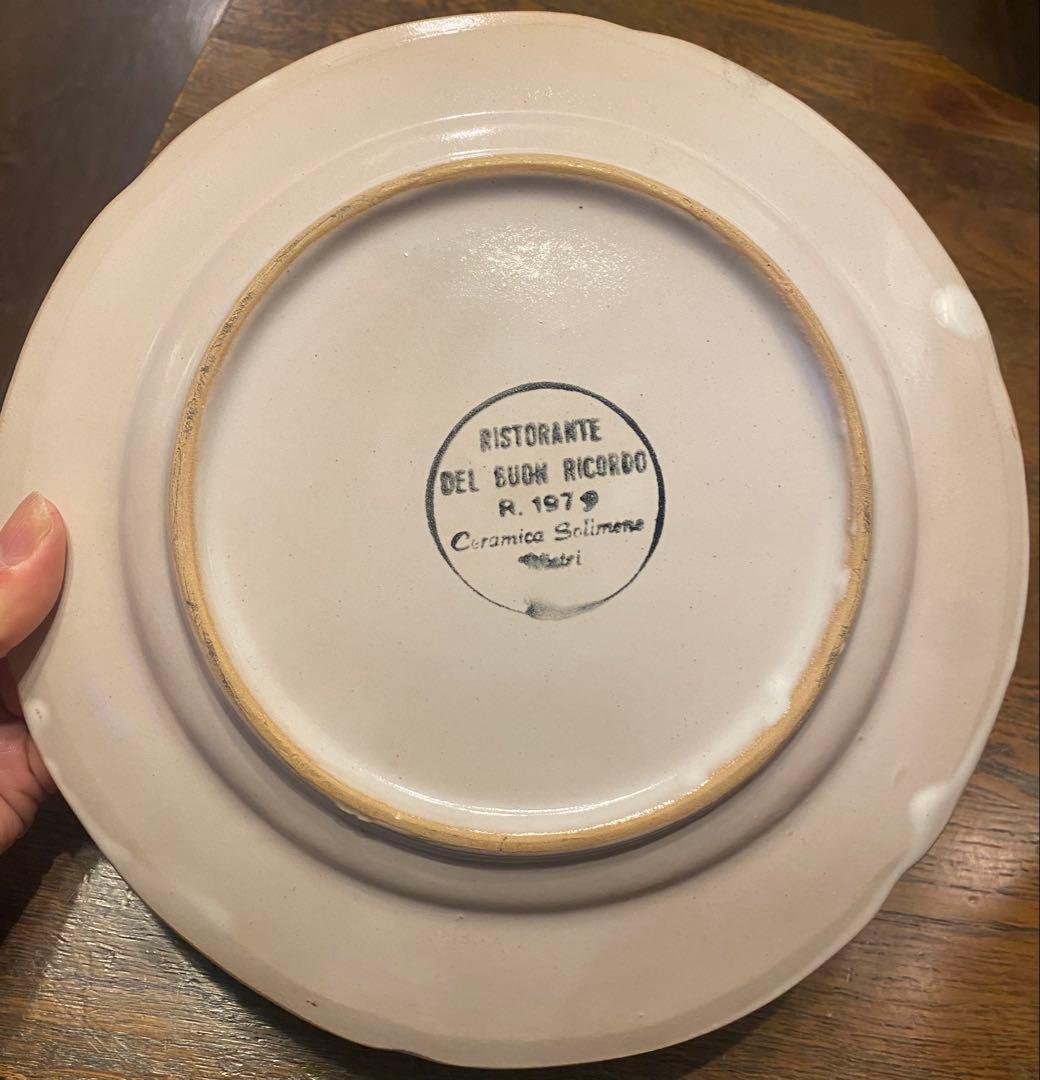 RISTORANTE
DEL BUON RICORDO
R. 1979
Ceramica Solimene